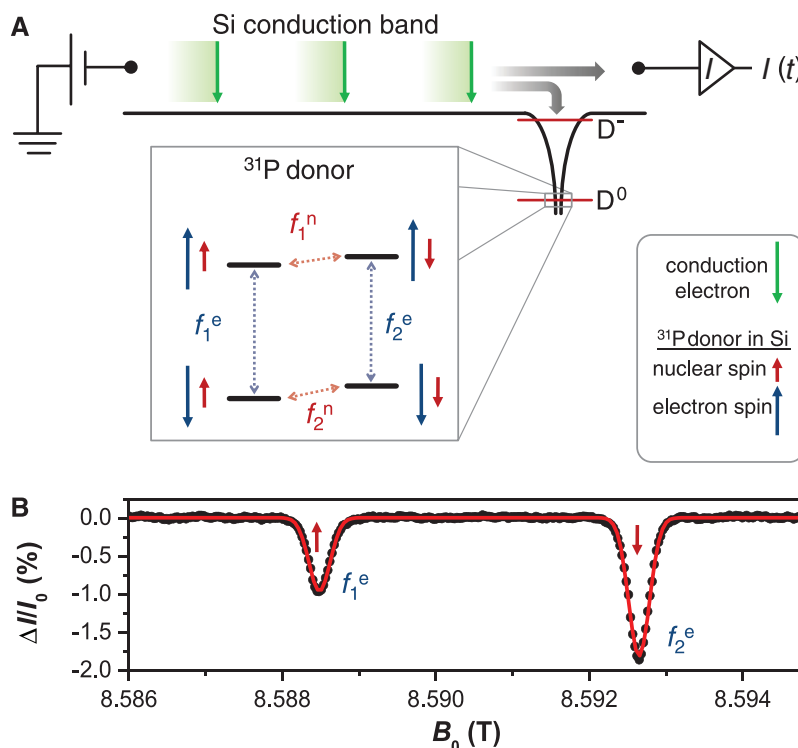 A
Si conduction band
I
I (t)
D⁻
D⁰
³¹P donor
f₁ⁿ
f₁ᵉ
f₂ᵉ
f₂ⁿ
conduction
electron
³¹P donor in Si
nuclear spin
electron spin
B
0.0
-0.5
-1.0
-1.5
-2.0
ΔI/I₀ (%)
f₁ᵉ
f₂ᵉ
8.586
8.588
8.590
8.592
8.594
B₀ (T)